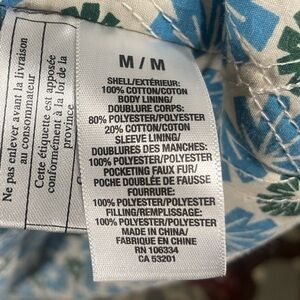 Ne pas enlever avant la livraison
au consommateur
Cette étiquette est apposée
conformément à la loi de la
province
M / M
SHELL/EXTÉRIEUR:
100% COTTON/COTON
BODY LINING/
DOUBLURE CORPS:
80% POLYESTER/POLYESTER
20% COTTON/COTON
SLEEVE LINING/
DOUBLURES DES MANCHES:
100% POLYESTER/POLYESTER
POCKETING FAUX FUR/
POCHE DOUBLÉE DE FAUSSE
FOURRURE:
100% POLYESTER/POLYESTER
FILLING/REMPLISSAGE:
100% POLYESTER/POLYESTER
MADE IN CHINA/
FABRIQUE EN CHINE
RN 106334
CA 53201